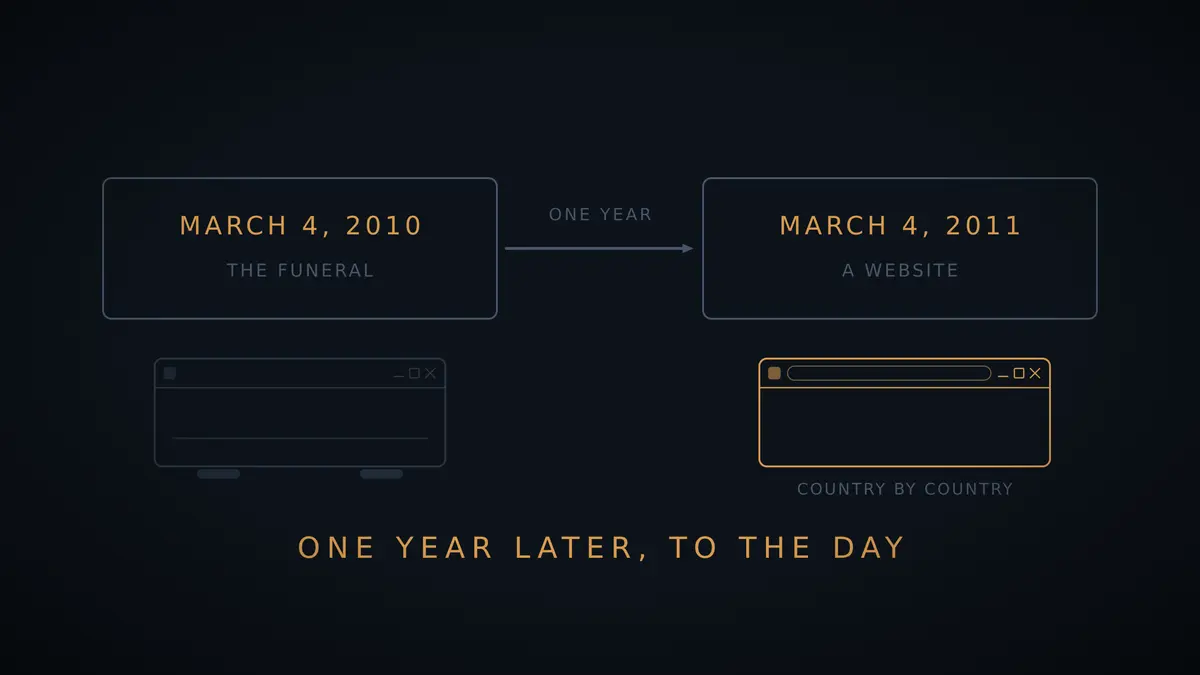 MARCH 4, 2010
THE FUNERAL
ONE YEAR
MARCH 4, 2011
A WEBSITE
COUNTRY BY COUNTRY
ONE YEAR LATER, TO THE DAY